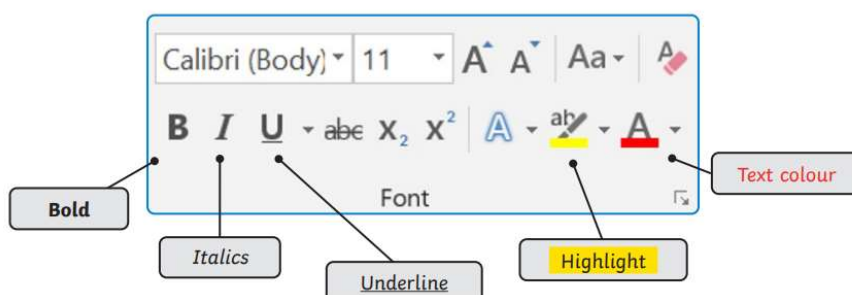 Calibri (Body) 11 A A Aa A
B I U abc X₂ X² A ab A
Font
Bold
Italics
Underline
Highlight
Text colour